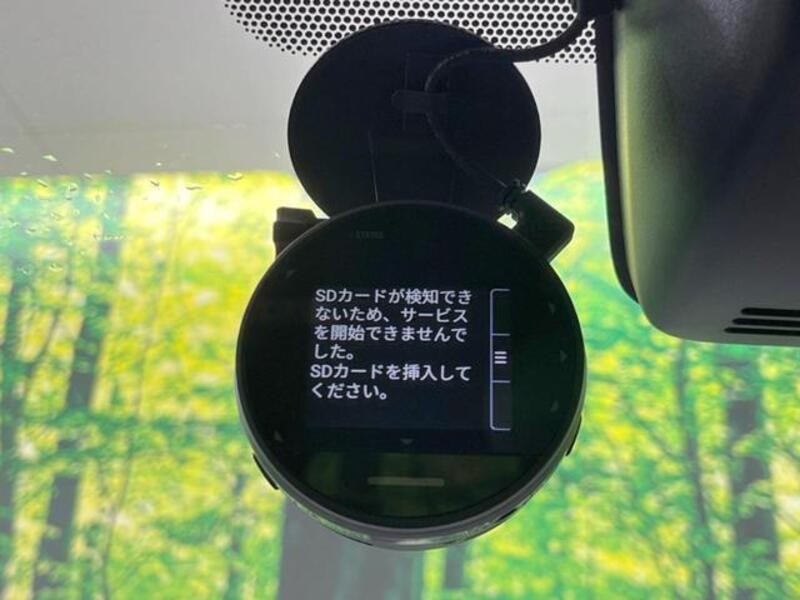 SDカードが検知でき
ないため、サービス
を開始できませんで
した。
SDカードを挿入して
ください。